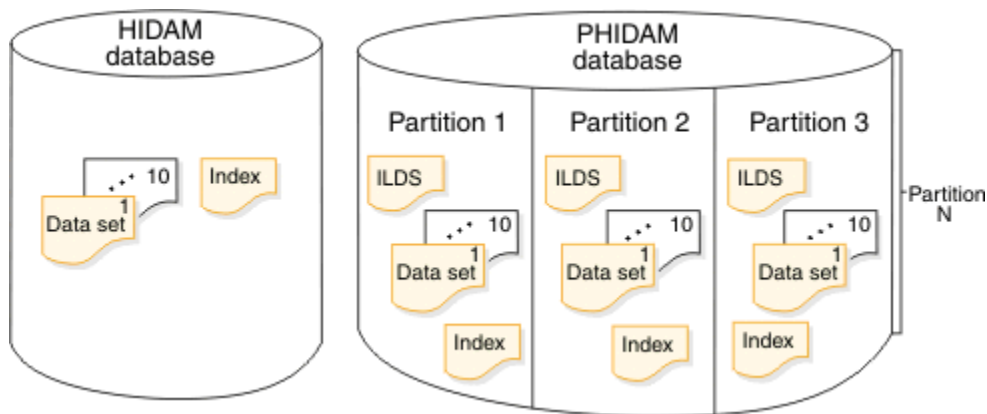 HIDAM
database
10
Index
1
Data set
PHIDAM
database
Partition 1
Partition 2
Partition 3
ILDS
ILDS
ILDS
Partition
N
10
10
10
1
1
1
Data set
Data set
Data set
Index
Index
Index